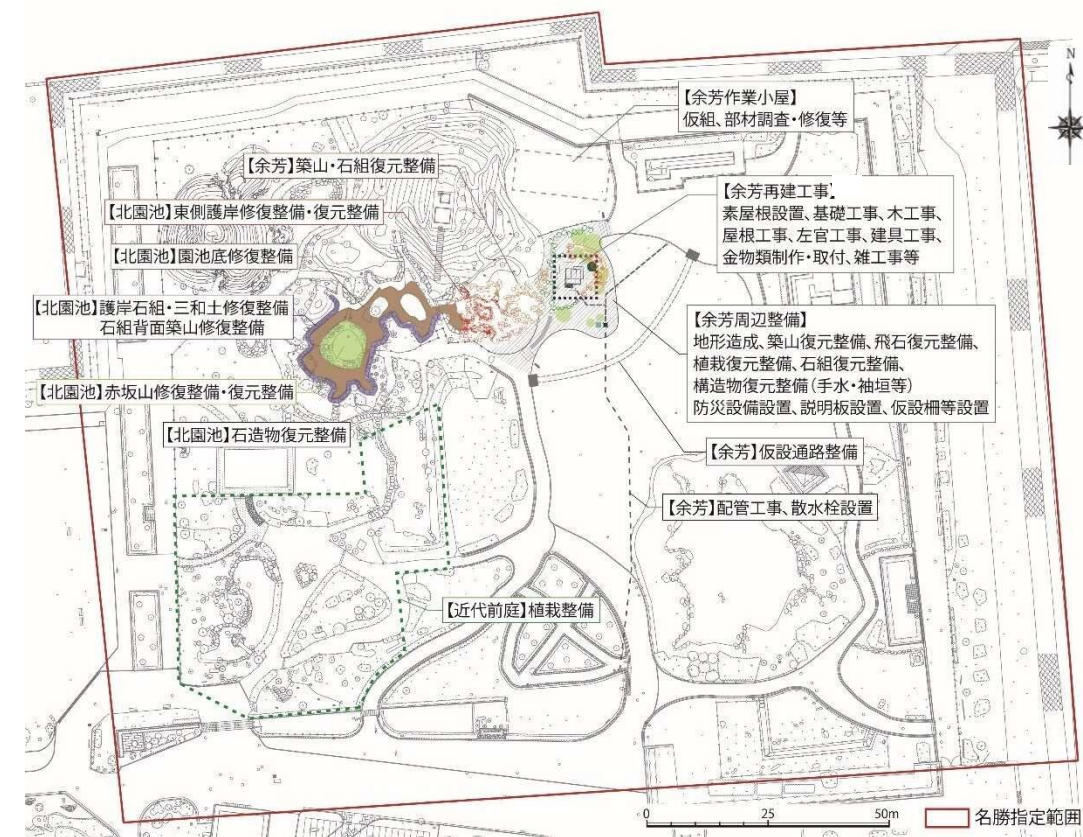 N
【余芳作業小屋】
仮組、部材調査・修復等
【余芳】築山・石組復元整備
【余芳再建工事】
素屋根設置、基礎工事、木工事、
屋根工事、左官工事、建具工事、
金物類制作・取付、雑工事等
【北園池】東側護岸修復整備・復元整備
【北園池】園池底修復整備
【北園池】護岸石組・三和土修復整備
石組背面築山修復整備
【余芳周辺整備】
地形造成、築山復元整備、飛石復元整備、
植栽復元整備、石組復元整備、
構造物復元整備(手水・袖垣等)
防災設備設置、説明板設置、仮設柵等設置
【北園池】赤坂山修復整備・復元整備
【北園池】石造物復元整備
【余芳】仮設通路整備
【余芳】配管工事、散水栓設置
【近代前庭】植栽整備
0 25 50m
名勝指定範囲